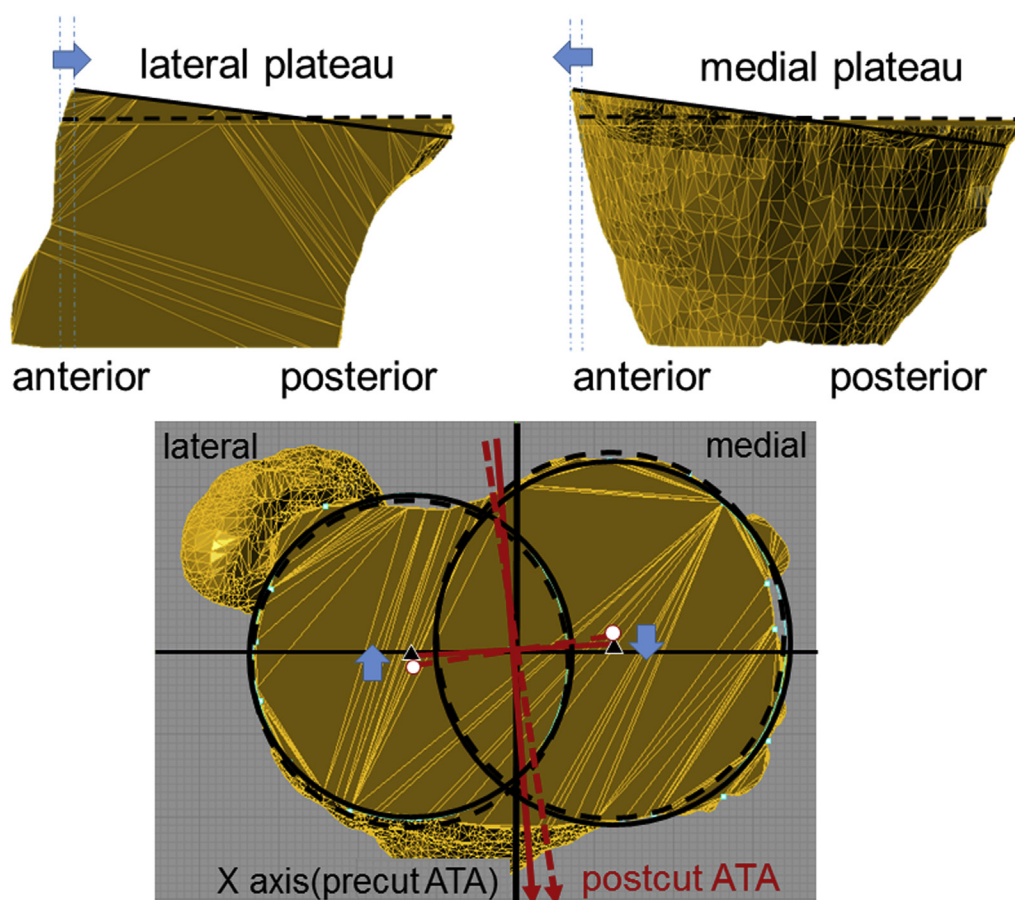 lateral plateau
medial plateau
anterior
posterior
anterior
posterior
lateral
medial
X axis(precut ATA)
postcut ATA